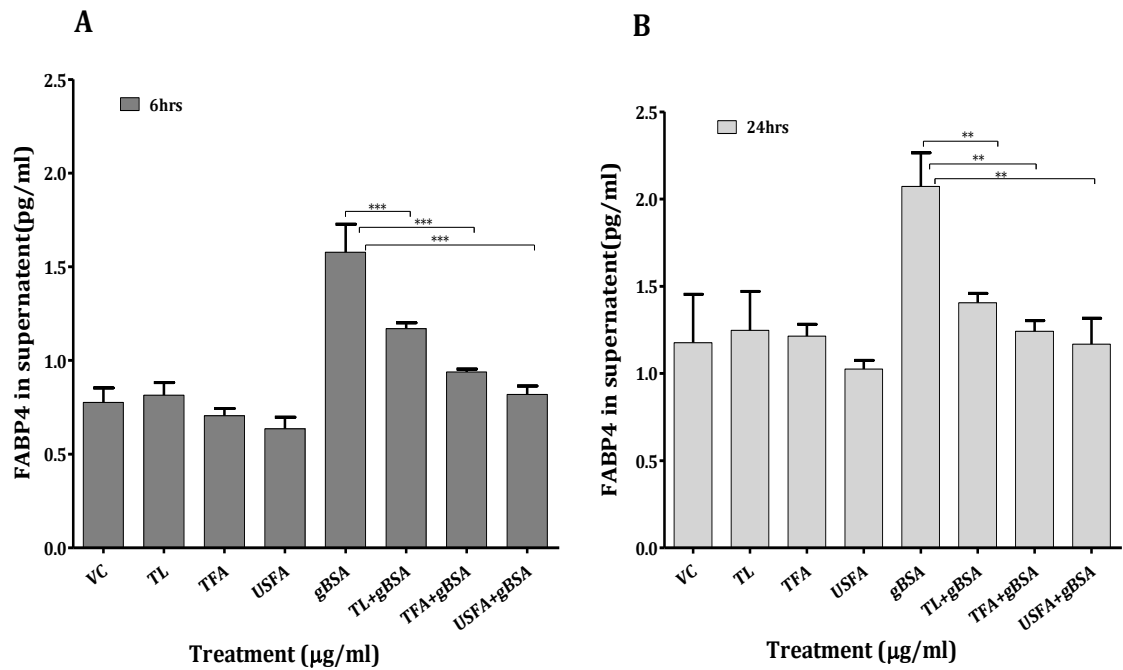 A
FABP4 in supernatent(pg/ml)
2.5
2.0
1.5
1.0
0.5
0.0
6hrs
***
***
***
VC
TL
TFA
USFA
gBSA
TL+gBSA
TFA+gBSA
USFA+gBSA
Treatment (µg/ml)
B
FABP4 in supernatent(pg/ml)
2.5
2.0
1.5
1.0
0.5
0.0
24hrs
**
**
**
VC
TL
TFA
USFA
gBSA
TL+gBSA
TFA+gBSA
USFA+gBSA
Treatment (µg/ml)